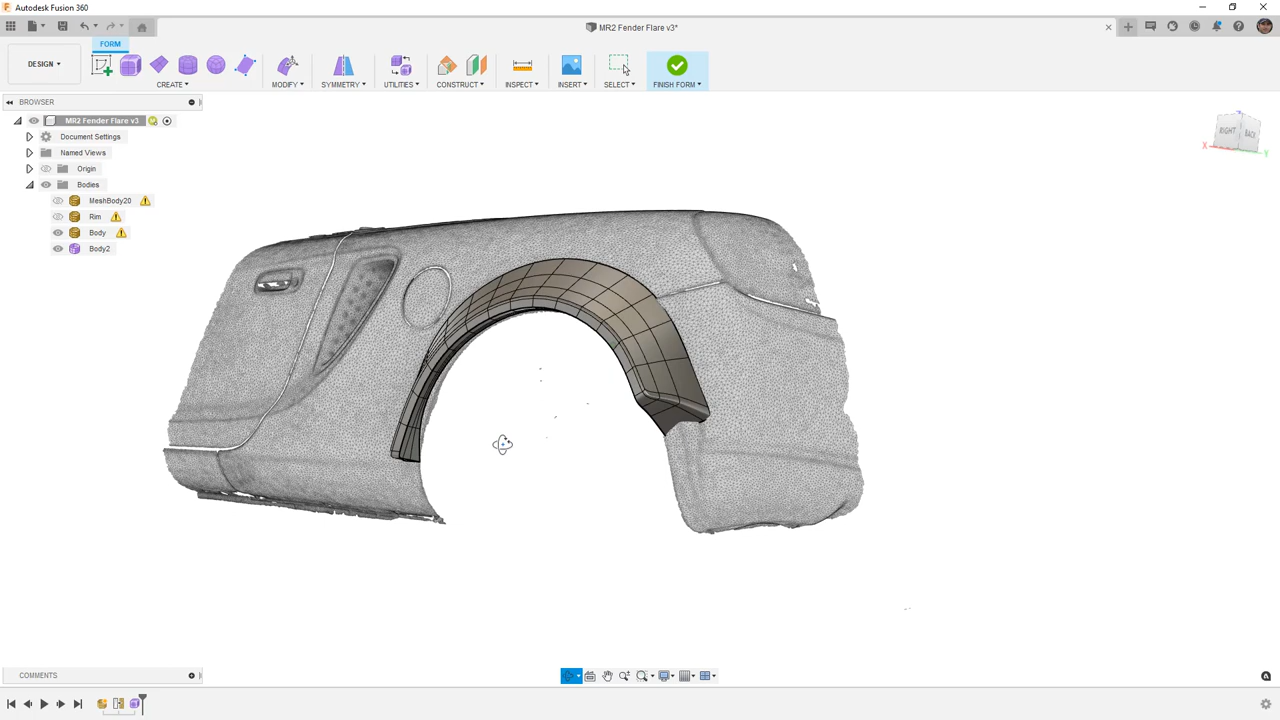 Autodesk Fusion 360
MR2 Fender Flare v3*
FORM
DESIGN
CREATE
MODIFY
SYMMETRY
UTILITIES
CONSTRUCT
INSPECT
INSERT
SELECT
FINISH FORM
BROWSER
MR2 Fender Flare v3
Document Settings
Named Views
Origin
Bodies
MeshBody20
Rim
Body
Body2
RIGHT
BACK
X
Y
COMMENTS